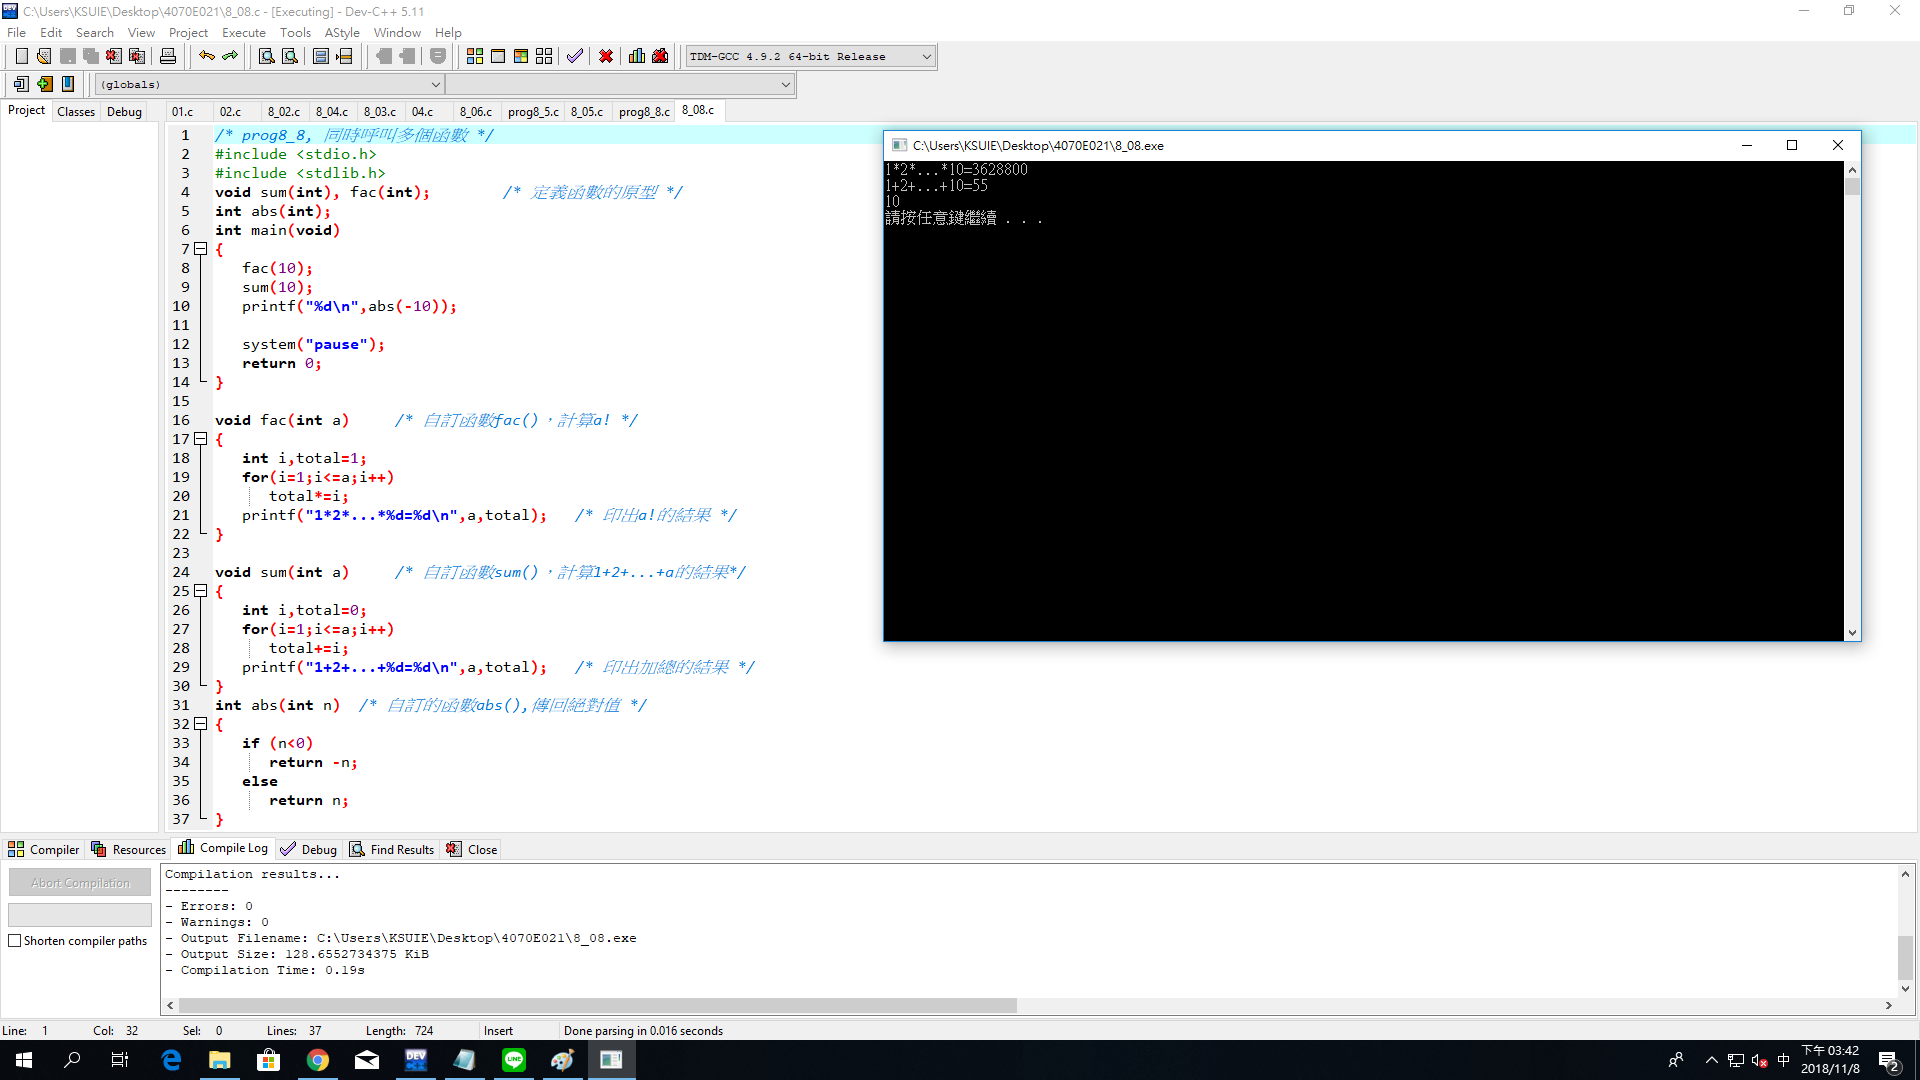 C:\Users\KSUIE\Desktop\4070E021\8_08.c - [Executing] - Dev-C++ 5.11
File Edit Search View Project Execute Tools AStyle Window Help
TDM-GCC 4.9.2 64-bit Release
(globals)
Project Classes Debug 01.c 02.c 8_02.c 8_04.c 8_03.c 04.c 8_06.c prog8_5.c 8_05.c prog8_8.c 8_08.c
1 /* prog8_8, 同時呼叫多個函數 */
2 #include <stdio.h>
3 #include <stdlib.h>
4 void sum(int), fac(int); /* 定義函數的原型 */
5 int abs(int);
6 int main(void)
7 {
8 fac(10);
9 sum(10);
10 printf("%d\n",abs(-10));
11
12 system("pause");
13 return 0;
14 }
15
16 void fac(int a) /* 自訂函數fac()，計算a! */
17 {
18 int i,total=1;
19 for(i=1;i<=a;i++)
20 total*=i;
21 printf("1*2*...*%d=%d\n",a,total); /* 印出a!的結果 */
22 }
23
24 void sum(int a) /* 自訂函數sum()，計算1+2+...+a的結果*/
25 {
26 int i,total=0;
27 for(i=1;i<=a;i++)
28 total+=i;
29 printf("1+2+...+%d=%d\n",a,total); /* 印出加總的結果 */
30 }
31 int abs(int n) /* 自訂的函數abs(),傳回絕對值 */
32 {
33 if (n<0)
34 return -n;
35 else
36 return n;
37 }
C:\Users\KSUIE\Desktop\4070E021\8_08.exe
1*2*...*10=3628800
1+2+...+10=55
10
請按任意鍵繼續 . . .
Compiler Resources Compile Log Debug Find Results Close
Abort Compilation
Shorten compiler paths
Compilation results...
--------
- Errors: 0
- Warnings: 0
- Output Filename: C:\Users\KSUIE\Desktop\4070E021\8_08.exe
- Output Size: 128.6552734375 KiB
- Compilation Time: 0.19s
Line: 1 Col: 32 Sel: 0 Lines: 37 Length: 724 Insert Done parsing in 0.016 seconds
DEV
LINE
中
下午 03:42
2018/11/8
2